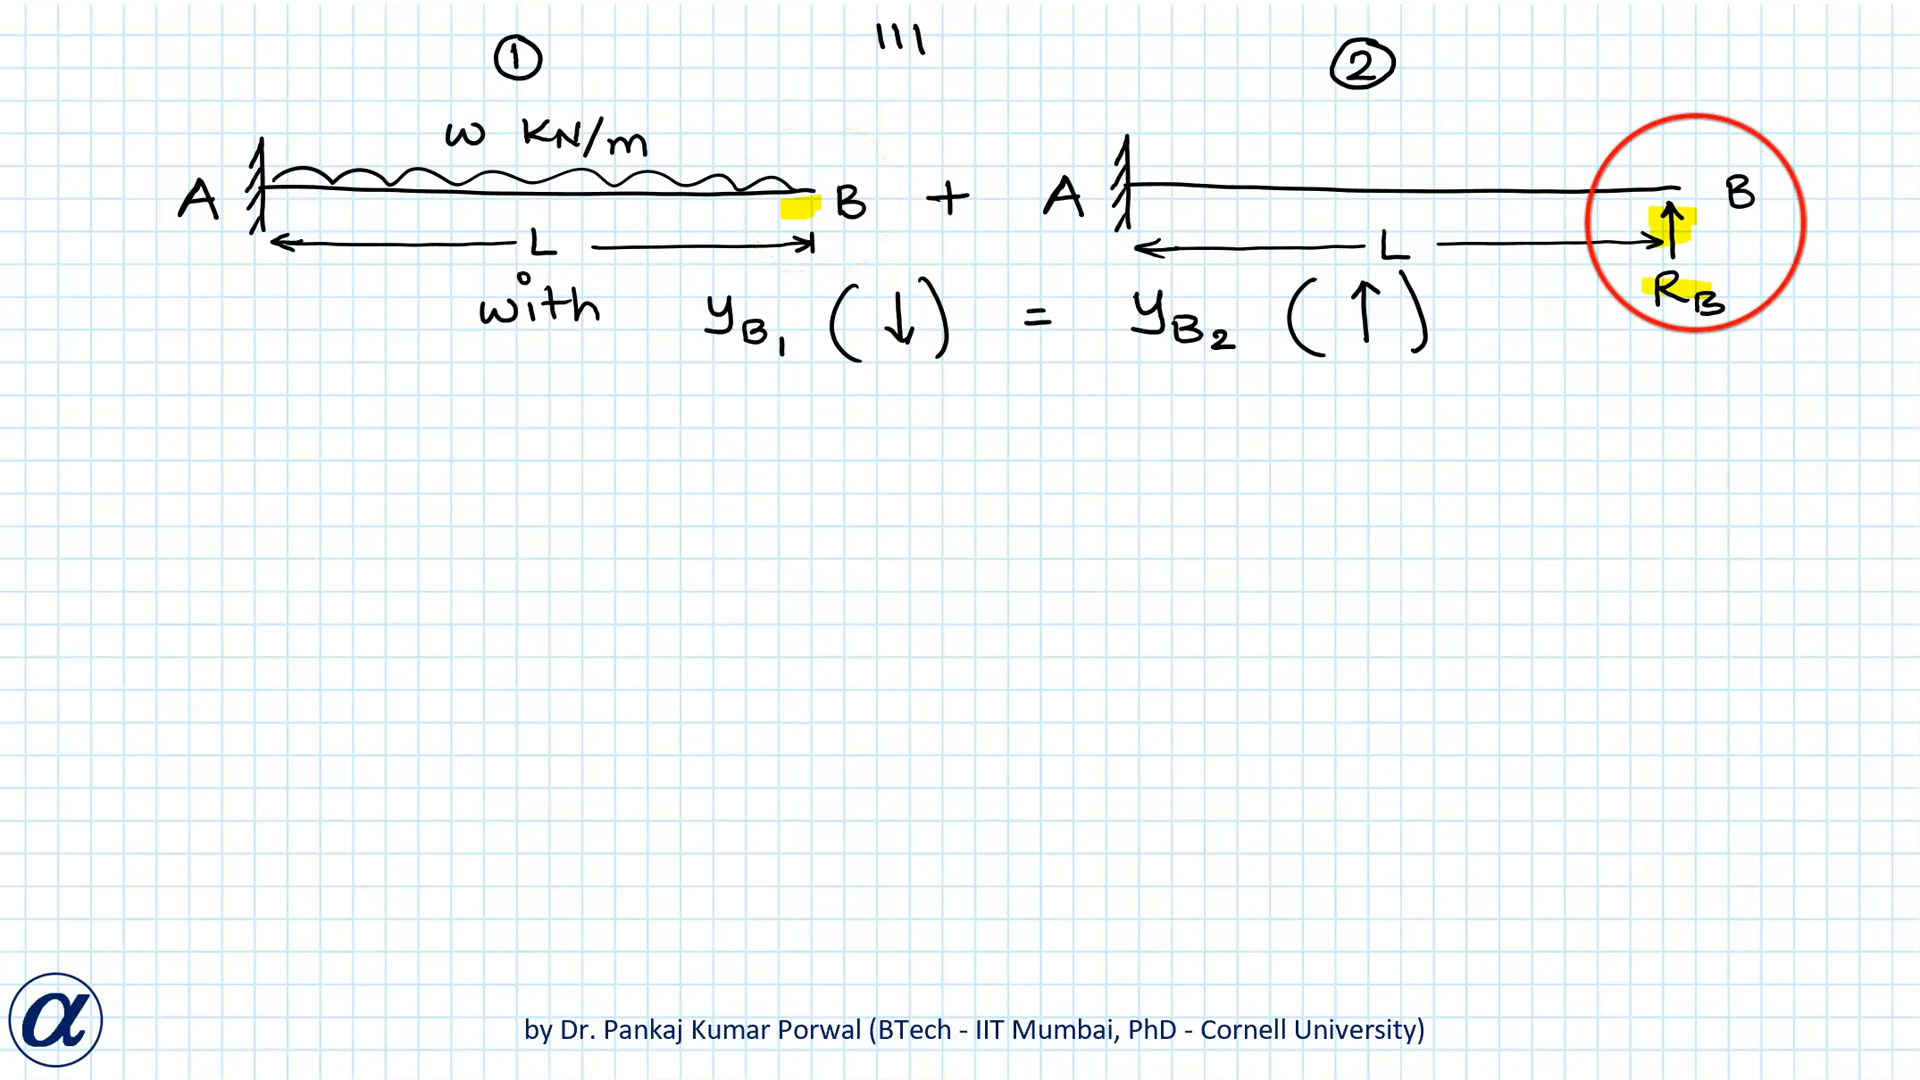 ① ②
w KN/m
A B + A B
L L
R_B
with y_B₁ (↓) = y_B₂ (↑)
α
by Dr. Pankaj Kumar Porwal (BTech - IIT Mumbai, PhD - Cornell University)